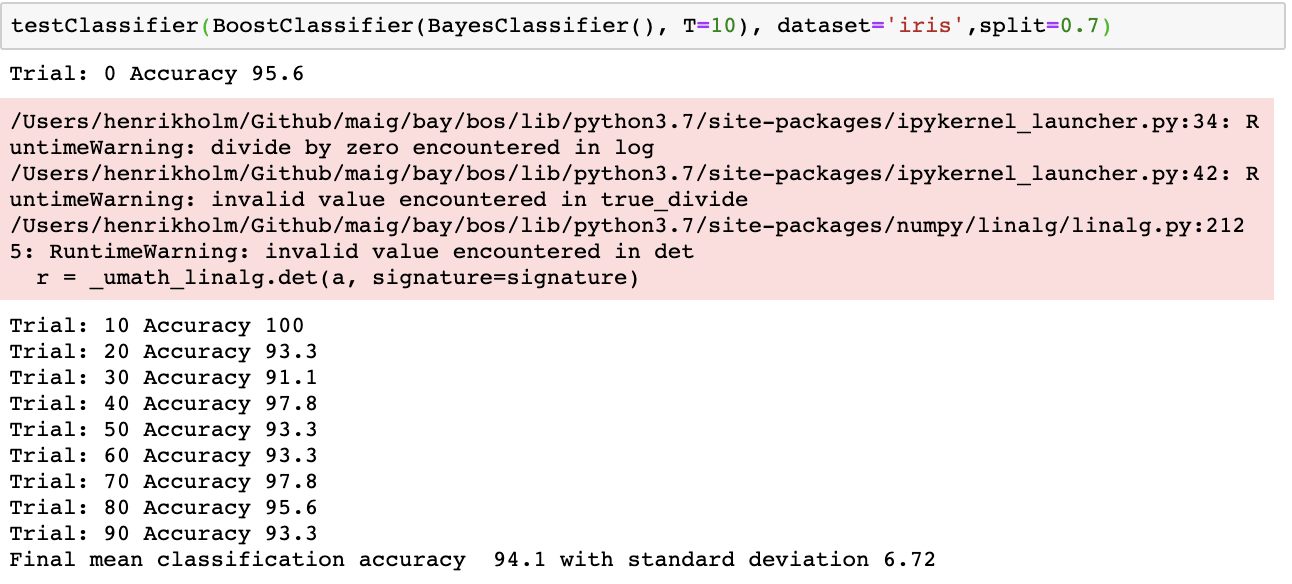 testClassifier(BoostClassifier(BayesClassifier(), T=10), dataset='iris',split=0.7)
Trial: 0 Accuracy 95.6
/Users/henrikholm/Github/maig/bay/bos/lib/python3.7/site-packages/ipykernel_launcher.py:34: R
untimeWarning: divide by zero encountered in log
/Users/henrikholm/Github/maig/bay/bos/lib/python3.7/site-packages/ipykernel_launcher.py:42: R
untimeWarning: invalid value encountered in true_divide
/Users/henrikholm/Github/maig/bay/bos/lib/python3.7/site-packages/numpy/linalg/linalg.py:212
5: RuntimeWarning: invalid value encountered in det
  r = _umath_linalg.det(a, signature=signature)
Trial: 10 Accuracy 100
Trial: 20 Accuracy 93.3
Trial: 30 Accuracy 91.1
Trial: 40 Accuracy 97.8
Trial: 50 Accuracy 93.3
Trial: 60 Accuracy 93.3
Trial: 70 Accuracy 97.8
Trial: 80 Accuracy 95.6
Trial: 90 Accuracy 93.3
Final mean classification accuracy  94.1 with standard deviation 6.72